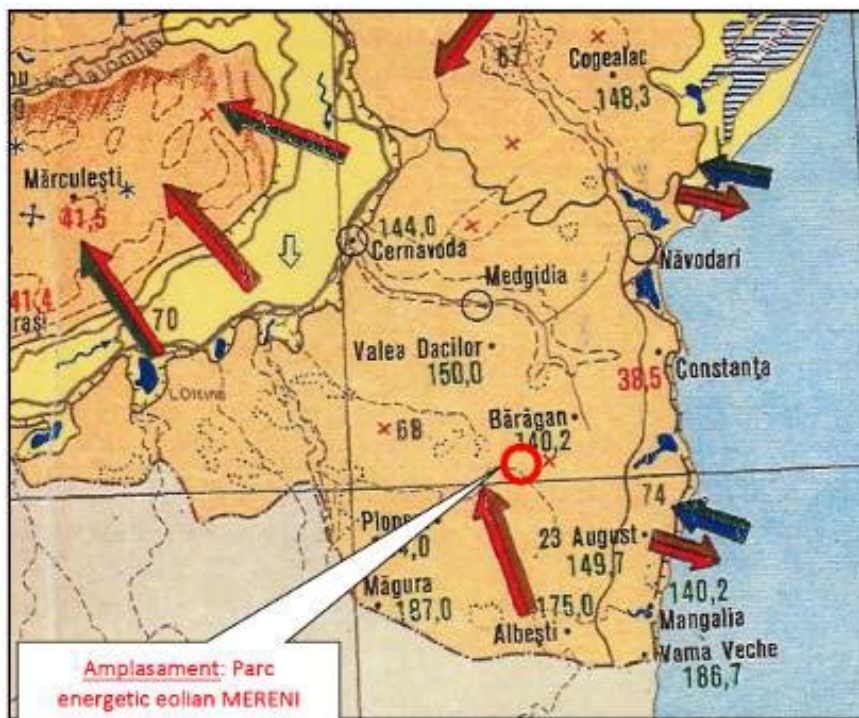 Ialomița
67
Cogealac
148,3
Mărculești
41,5
144,0
Cernavoda
Medgidia
Năvodari
41,4
70
Valea Dacilor
150,0
38,5
Constanța
L.Oltina
68
Bărăgan
140,2
74
23 August
149,7
140,2
Mangalia
Măgura
187,0
175,0
Albești
Vama Veche
186,7
Amplasament: Parc
energetic eolian MERENI